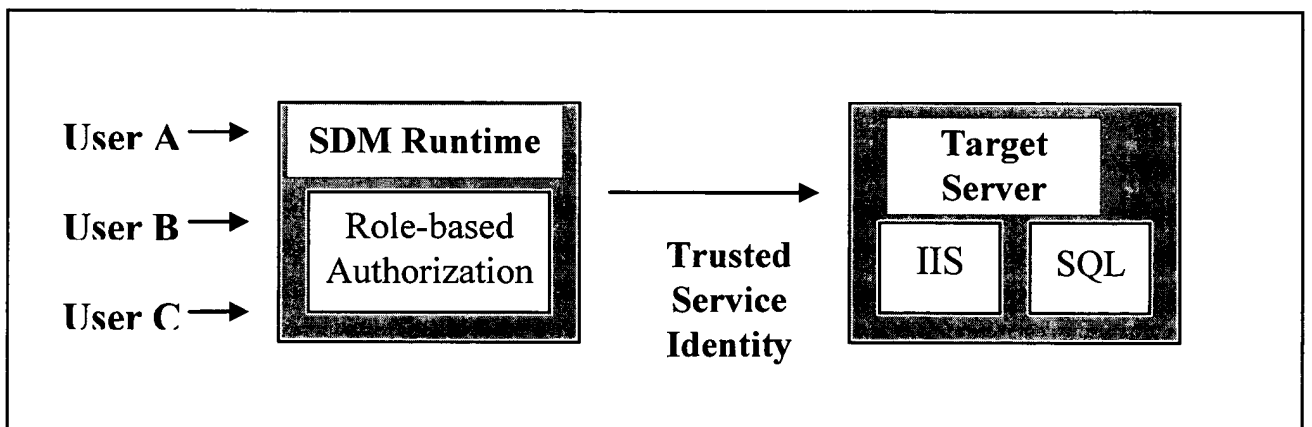 User A
User B
User C
SDM Runtime
Role-based
Authorization
Trusted
Service
Identity
Target
Server
IIS
SQL